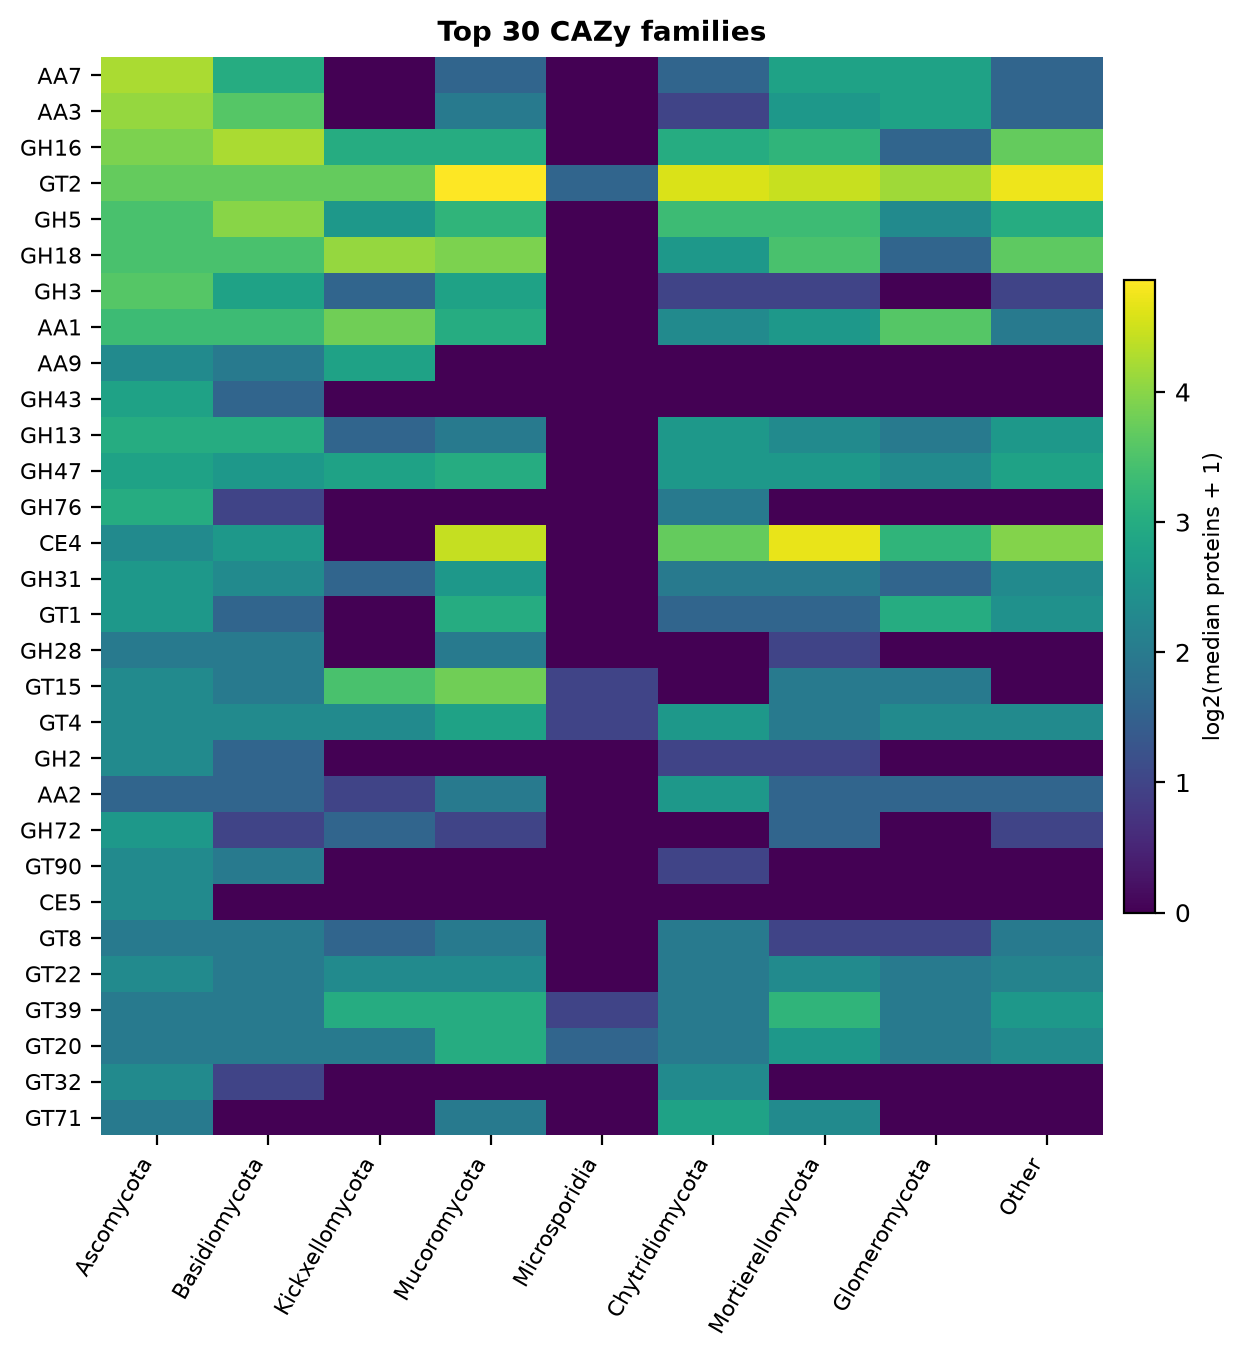 Top 30 CAZy families
AA7
AA3
GH16
GT2
GH5
GH18
GH3
AA1
AA9
GH43
GH13
GH47
GH76
CE4
GH31
GT1
GH28
GT15
GT4
GH2
AA2
GH72
GT90
CE5
GT8
GT22
GT39
GT20
GT32
GT71
Ascomycota
Basidiomycota
Kickxellomycota
Mucoromycota
Microsporidia
Chytridiomycota
Mortierellomycota
Glomeromycota
Other
4
3
2
1
0
log2(median proteins + 1)